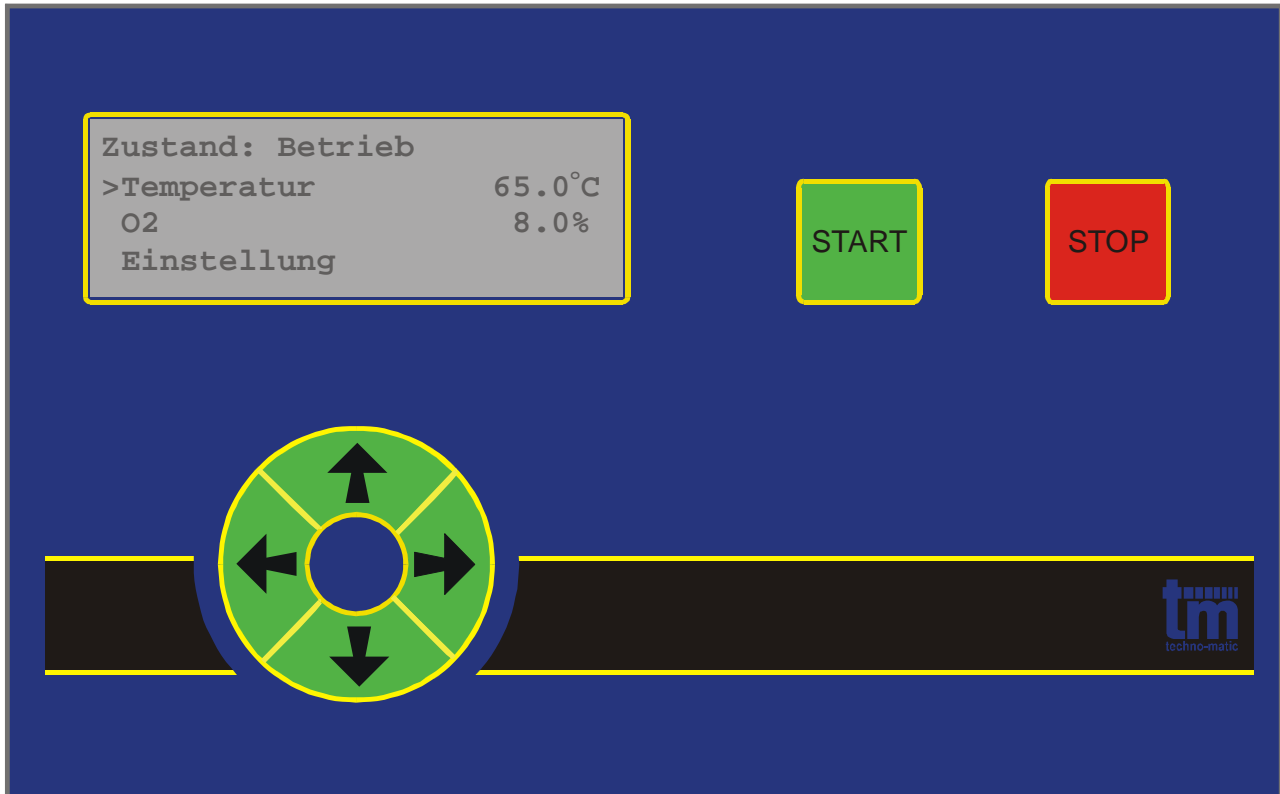 Zustand: Betrieb
>Temperatur 65.0°C
O2 8.0%
Einstellung
START
STOP
tm
techno-matic